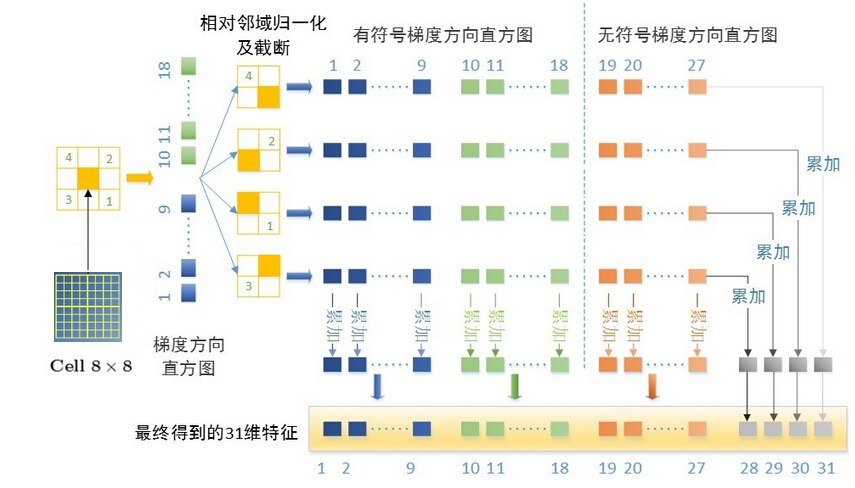 相对邻域归一化
及截断
有符号梯度方向直方图
无符号梯度方向直方图
1 2 9 10 11 18 19 20 27
18
11
10
9
2
1
4 2
3 1
4
2
1
3
累加
累加
累加
累加
累加 累加 累加 累加 累加 累加 累加 累加 累加
Cell 8 × 8
梯度方向
直方图
最终得到的31维特征
1 2 9 10 11 18 19 20 27 28 29 30 31